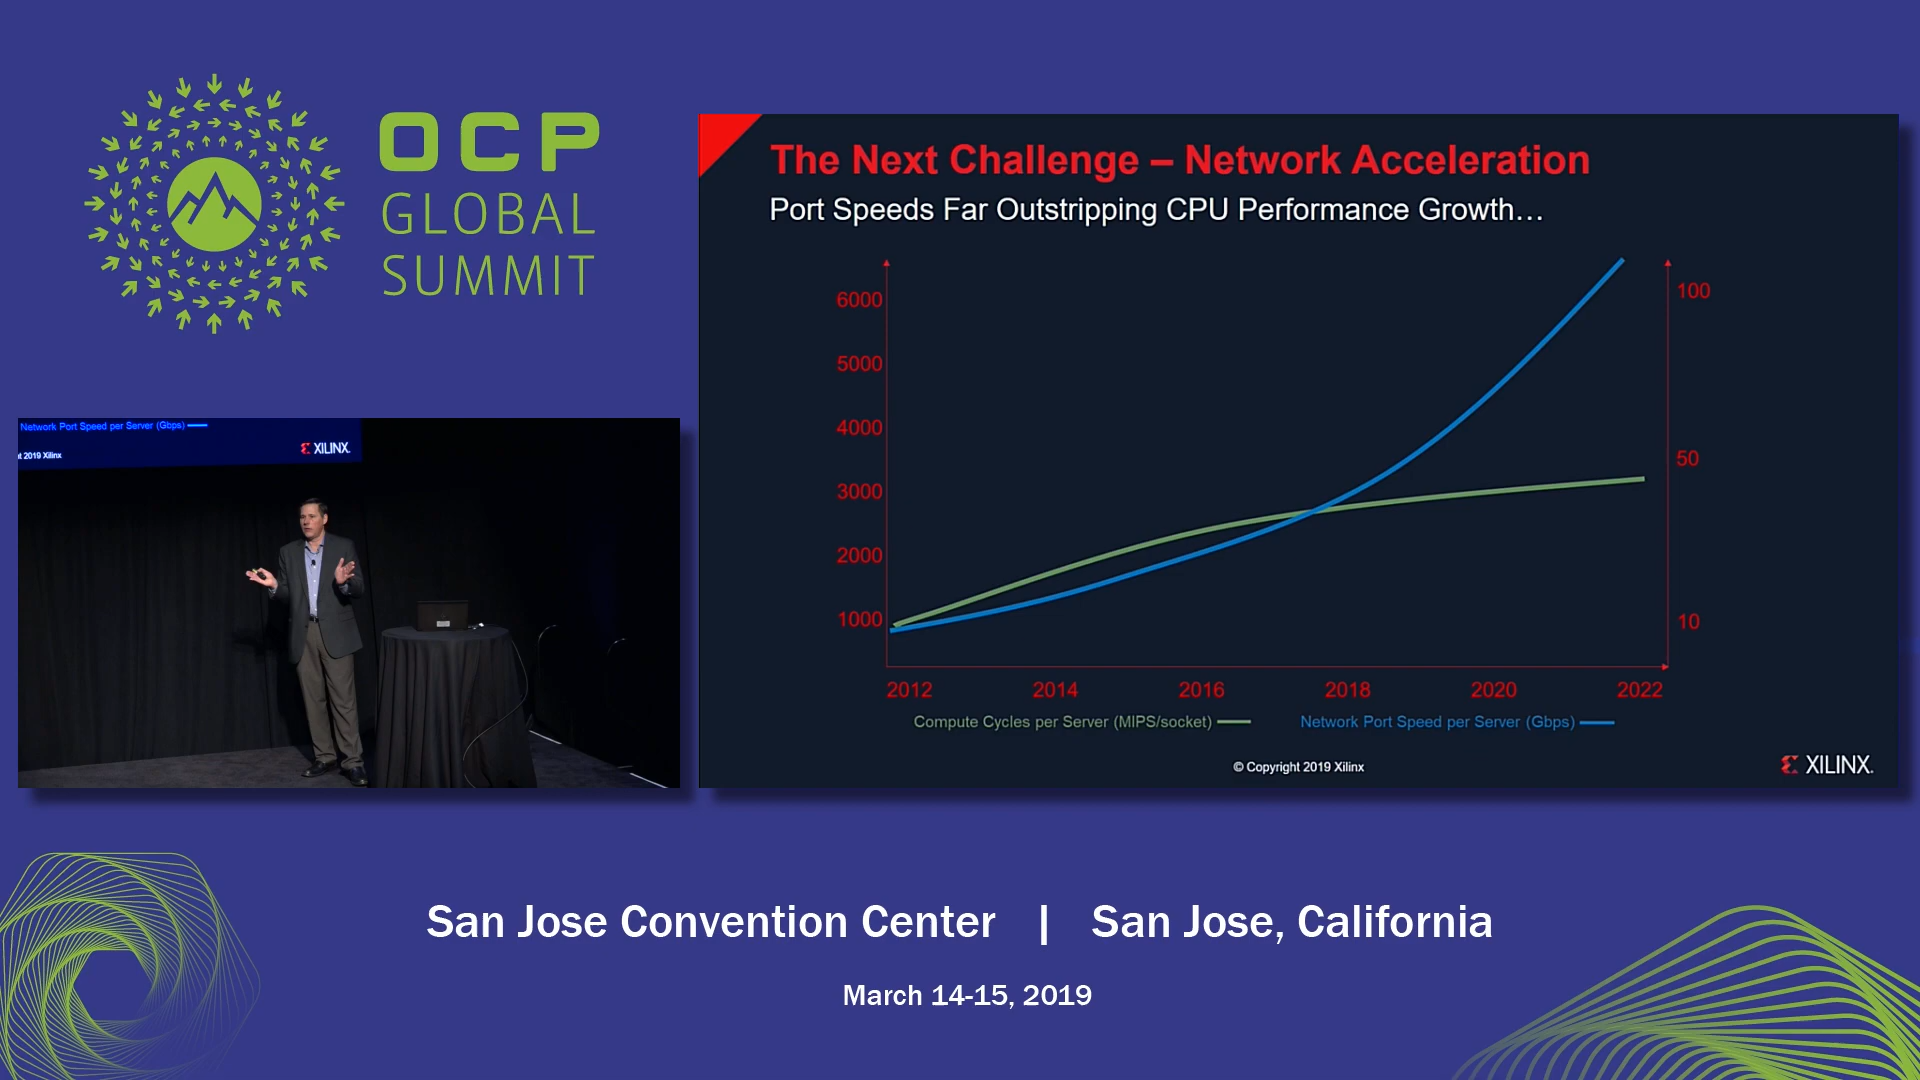 OCP
GLOBAL
SUMMIT
The Next Challenge – Network Acceleration
Port Speeds Far Outstripping CPU Performance Growth…
6000
5000
4000
3000
2000
1000
100
50
10
2012 2014 2016 2018 2020 2022
Compute Cycles per Server (MIPS/socket)
Network Port Speed per Server (Gbps)
© Copyright 2019 Xilinx
XILINX.
Network Port Speed per Server (Gbps)
t 2019 Xilinx
XILINX.
San Jose Convention Center | San Jose, California
March 14-15, 2019